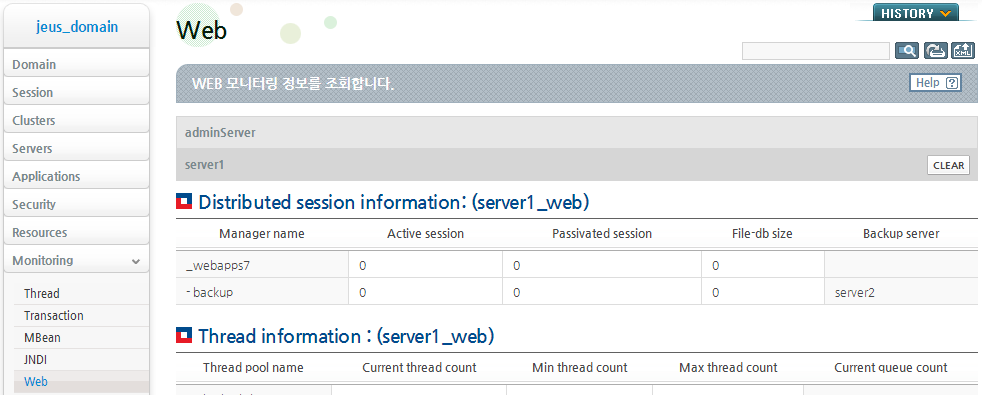 jeus_domain
Domain
Session
Clusters
Servers
Applications
Security
Resources
Monitoring
Thread
Transaction
MBean
JNDI
Web
Web
HISTORY
XML
WEB 모니터링 정보를 조회합니다.
Help ?
adminServer
server1
CLEAR
Distributed session information: (server1_web)
Manager name Active session Passivated session File-db size Backup server
_webapps7 0 0 0
- backup 0 0 0 server2
Thread information : (server1_web)
Thread pool name Current thread count Min thread count Max thread count Current queue count